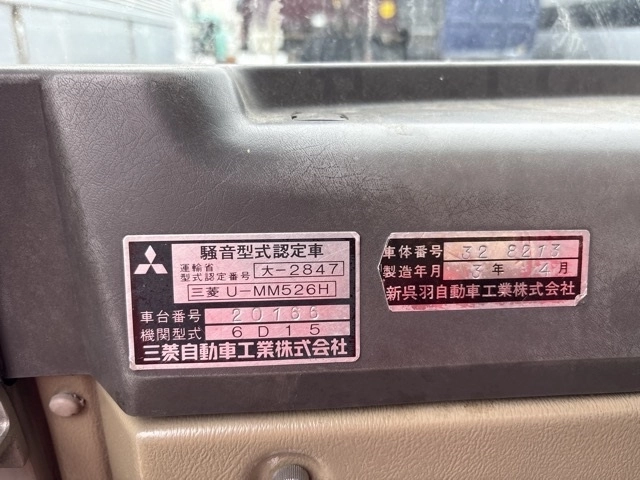 騒音型式認定車
運輸省
型式認定番号
大-2847
三菱 U-MM526H
車台番号 20166
機関型式 6D15
三菱自動車工業株式会社
車体番号 32 8213
製造年月 3年 4月
新呉羽自動車工業株式会社